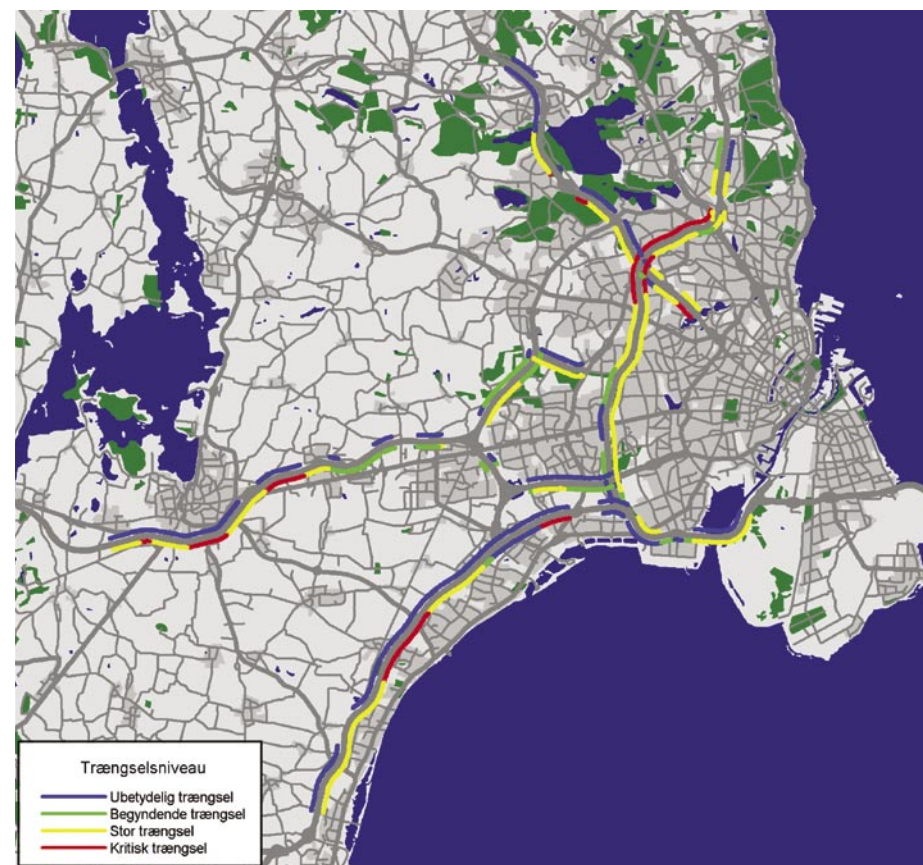 Trængselsniveau
Ubetydelig trængsel
Begyndende trængsel
Stor trængsel
Kritisk trængsel